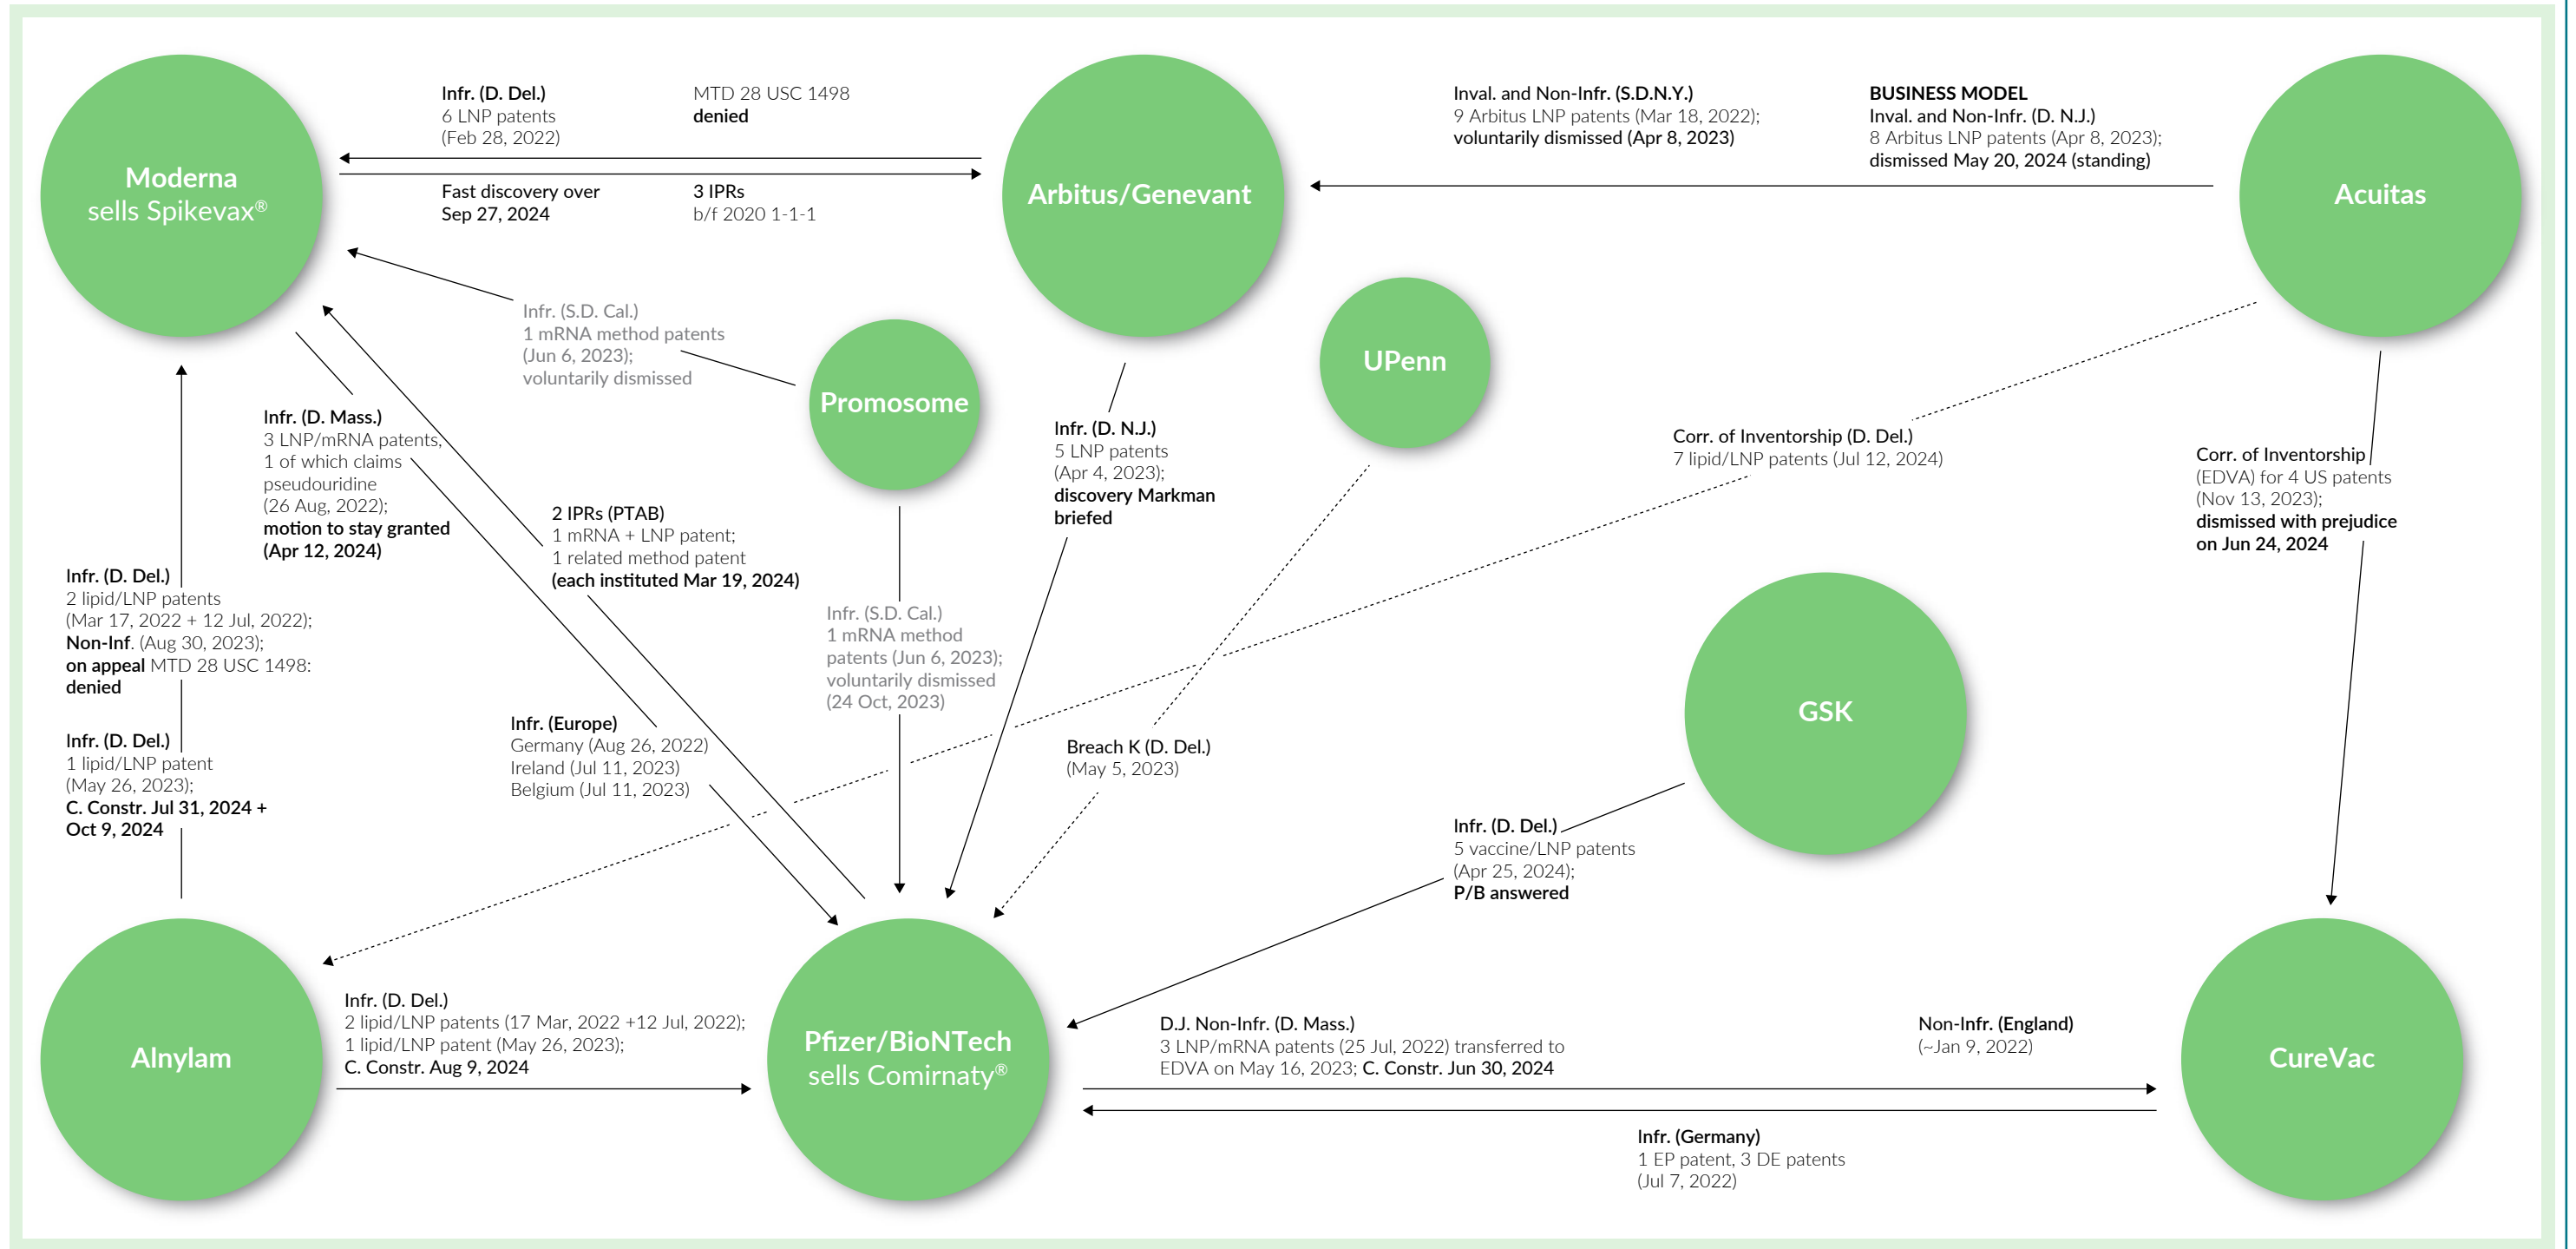 Moderna
sells Spikevax®
Infr. (D. Del.)
6 LNP patents
(Feb 28, 2022)
MTD 28 USC 1498
denied
Fast discovery over
Sep 27, 2024
3 IPRs
b/f 2020 1-1-1
Arbitus/Genevant
Inval. and Non-Infr. (S.D.N.Y.)
9 Arbitus LNP patents (Mar 18, 2022);
voluntarily dismissed (Apr 8, 2023)
BUSINESS MODEL
Inval. and Non-Infr. (D. N.J.)
8 Arbitus LNP patents (Apr 8, 2023);
dismissed May 20, 2024 (standing)
Acuitas
Infr. (S.D. Cal.)
1 mRNA method patents
(Jun 6, 2023);
voluntarily dismissed
Promosome
UPenn
Infr. (D. Mass.)
3 LNP/mRNA patents,
1 of which claims
pseudouridine
(26 Aug, 2022);
motion to stay granted
(Apr 12, 2024)
2 IPRs (PTAB)
1 mRNA + LNP patent;
1 related method patent
(each instituted Mar 19, 2024)
Infr. (D. N.J.)
5 LNP patents
(Apr 4, 2023);
discovery Markman
briefed
Corr. of Inventorship (D. Del.)
7 lipid/LNP patents (Jul 12, 2024)
Corr. of Inventorship
(EDVA) for 4 US patents
(Nov 13, 2023);
dismissed with prejudice
on Jun 24, 2024
Infr. (D. Del.)
2 lipid/LNP patents
(Mar 17, 2022 + 12 Jul, 2022);
Non-Inf. (Aug 30, 2023);
on appeal MTD 28 USC 1498:
denied
Infr. (S.D. Cal.)
1 mRNA method
patents (Jun 6, 2023);
voluntarily dismissed
(24 Oct, 2023)
GSK
Infr. (D. Del.)
1 lipid/LNP patent
(May 26, 2023);
C. Constr. Jul 31, 2024 +
Oct 9, 2024
Infr. (Europe)
Germany (Aug 26, 2022)
Ireland (Jul 11, 2023)
Belgium (Jul 11, 2023)
Breach K (D. Del.)
(May 5, 2023)
Infr. (D. Del.)
5 vaccine/LNP patents
(Apr 25, 2024);
P/B answered
Alnylam
Infr. (D. Del.)
2 lipid/LNP patents (17 Mar, 2022 +12 Jul, 2022);
1 lipid/LNP patent (May 26, 2023);
C. Constr. Aug 9, 2024
Pfizer/BioNTech
sells Comirnaty®
D.J. Non-Infr. (D. Mass.)
3 LNP/mRNA patents (25 Jul, 2022) transferred to
EDVA on May 16, 2023; C. Constr. Jun 30, 2024
Non-Infr. (England)
(~Jan 9, 2022)
CureVac
Infr. (Germany)
1 EP patent, 3 DE patents
(Jul 7, 2022)